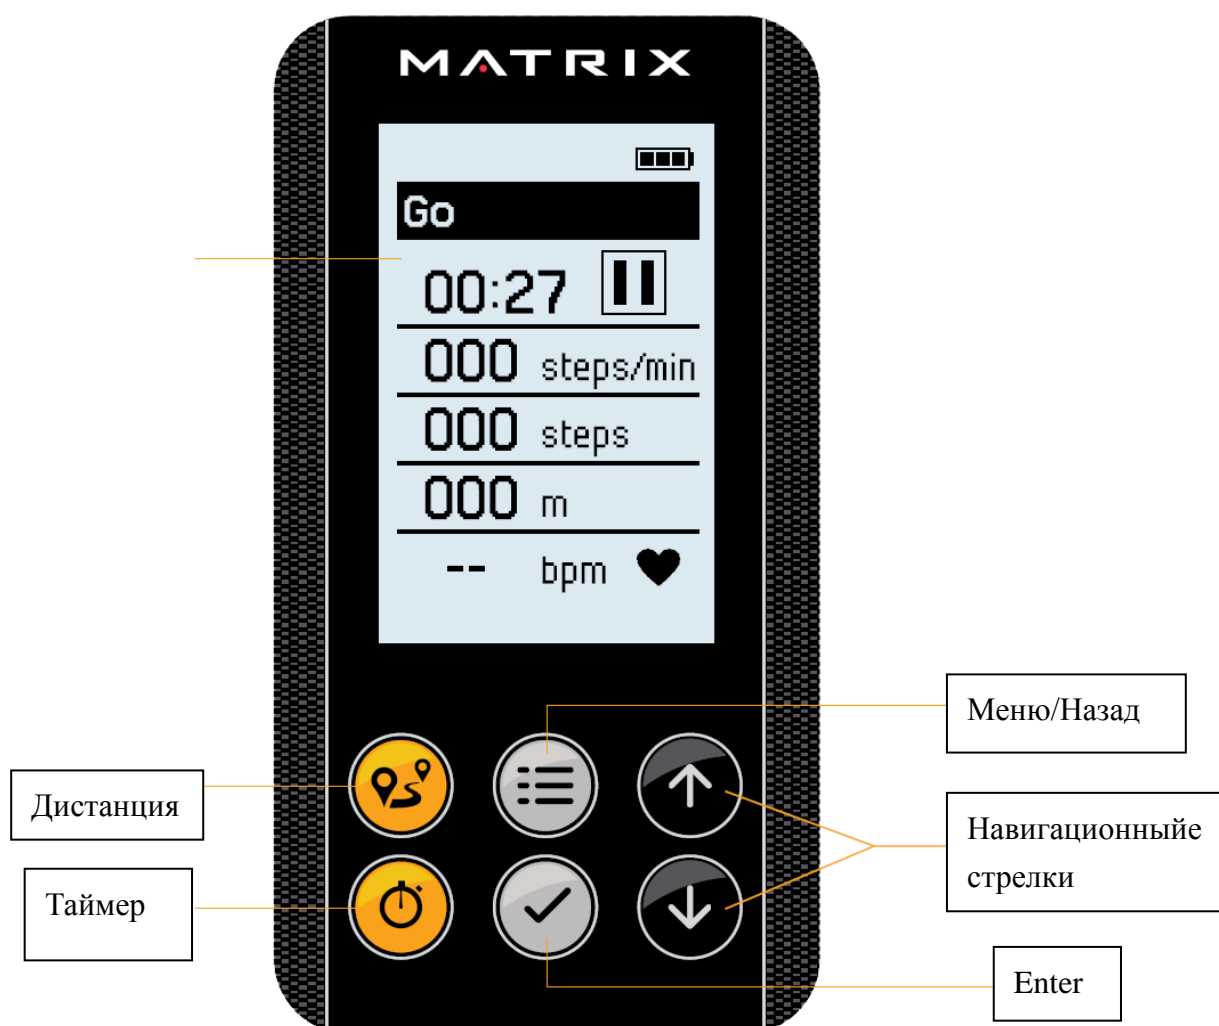 MATRIX
Go
00:27
000 steps/min
000 steps
000 m
-- bpm
Меню/Назад
Дистанция
Навигационныйе
стрелки
Таймер
Enter